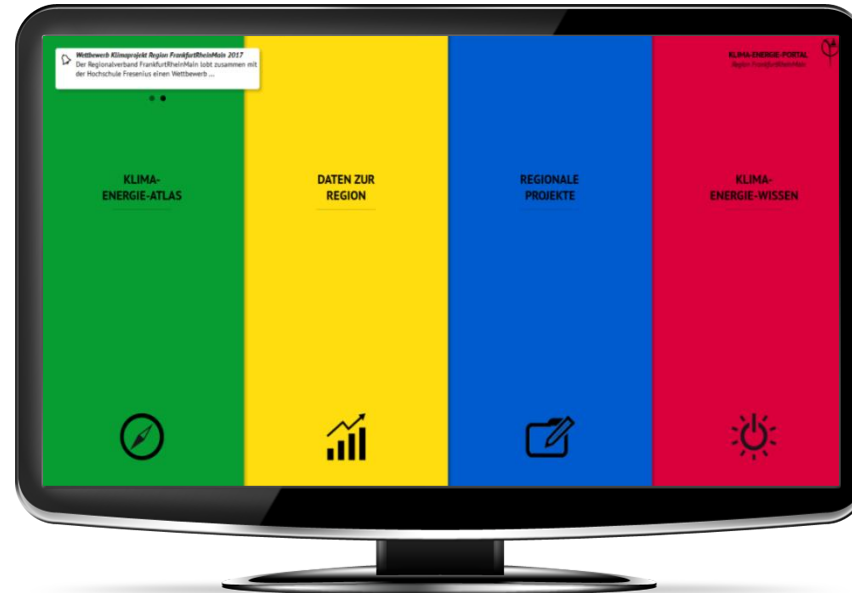 Wettbewerb Klimaprojekt Region FrankfurtRheinMain 2017
Der Regionalverband FrankfurtRheinMain lobt zusammen mit
der Hochschule Fresenius einen Wettbewerb ...
KLIMA-ENERGIE-PORTAL
Region FrankfurtRheinMain
KLIMA-
ENERGIE-ATLAS
DATEN ZUR
REGION
REGIONALE
PROJEKTE
KLIMA-
ENERGIE-WISSEN